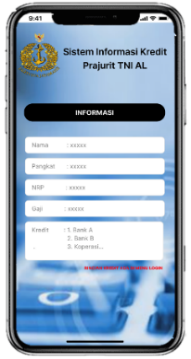 9:41
Sistem Informasi Kredit
Prajurit TNI AL
INFORMASI
Nama : xxxxx
Pangkat : xxxxx
NRP : xxxxx
Gaji : xxxxx
Kredit : 1. Bank A
2. Bank B
3. Koperasi...